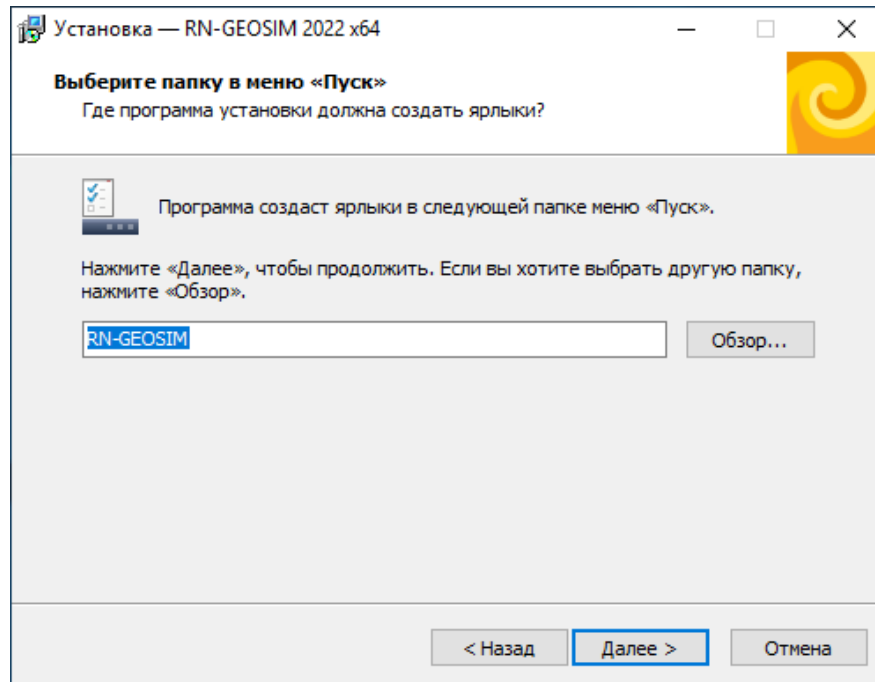 Установка — RN-GEOSIM 2022 x64
Выберите папку в меню «Пуск»
Где программа установки должна создать ярлыки?
Программа создаст ярлыки в следующей папке меню «Пуск».
Нажмите «Далее», чтобы продолжить. Если вы хотите выбрать другую папку,
нажмите «Обзор».
RN-GEOSIM
Обзор...
< Назад
Далее >
Отмена